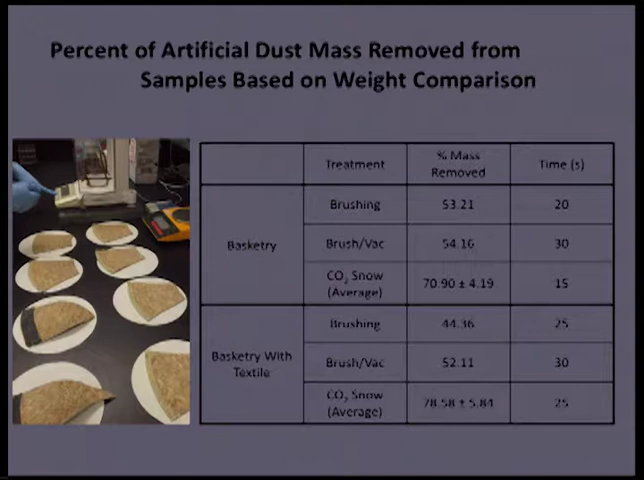 Percent of Artificial Dust Mass Removed from
Samples Based on Weight Comparison
Treatment
% Mass
Removed
Time (s)
Basketry
Brushing
53.21
20
Brush/Vac
54.16
30
CO₂ Snow
(Average)
70.90 ± 4.19
15
Basketry With
Textile
Brushing
44.36
25
Brush/Vac
52.11
30
CO₂ Snow
(Average)
78.58 ± 5.84
25